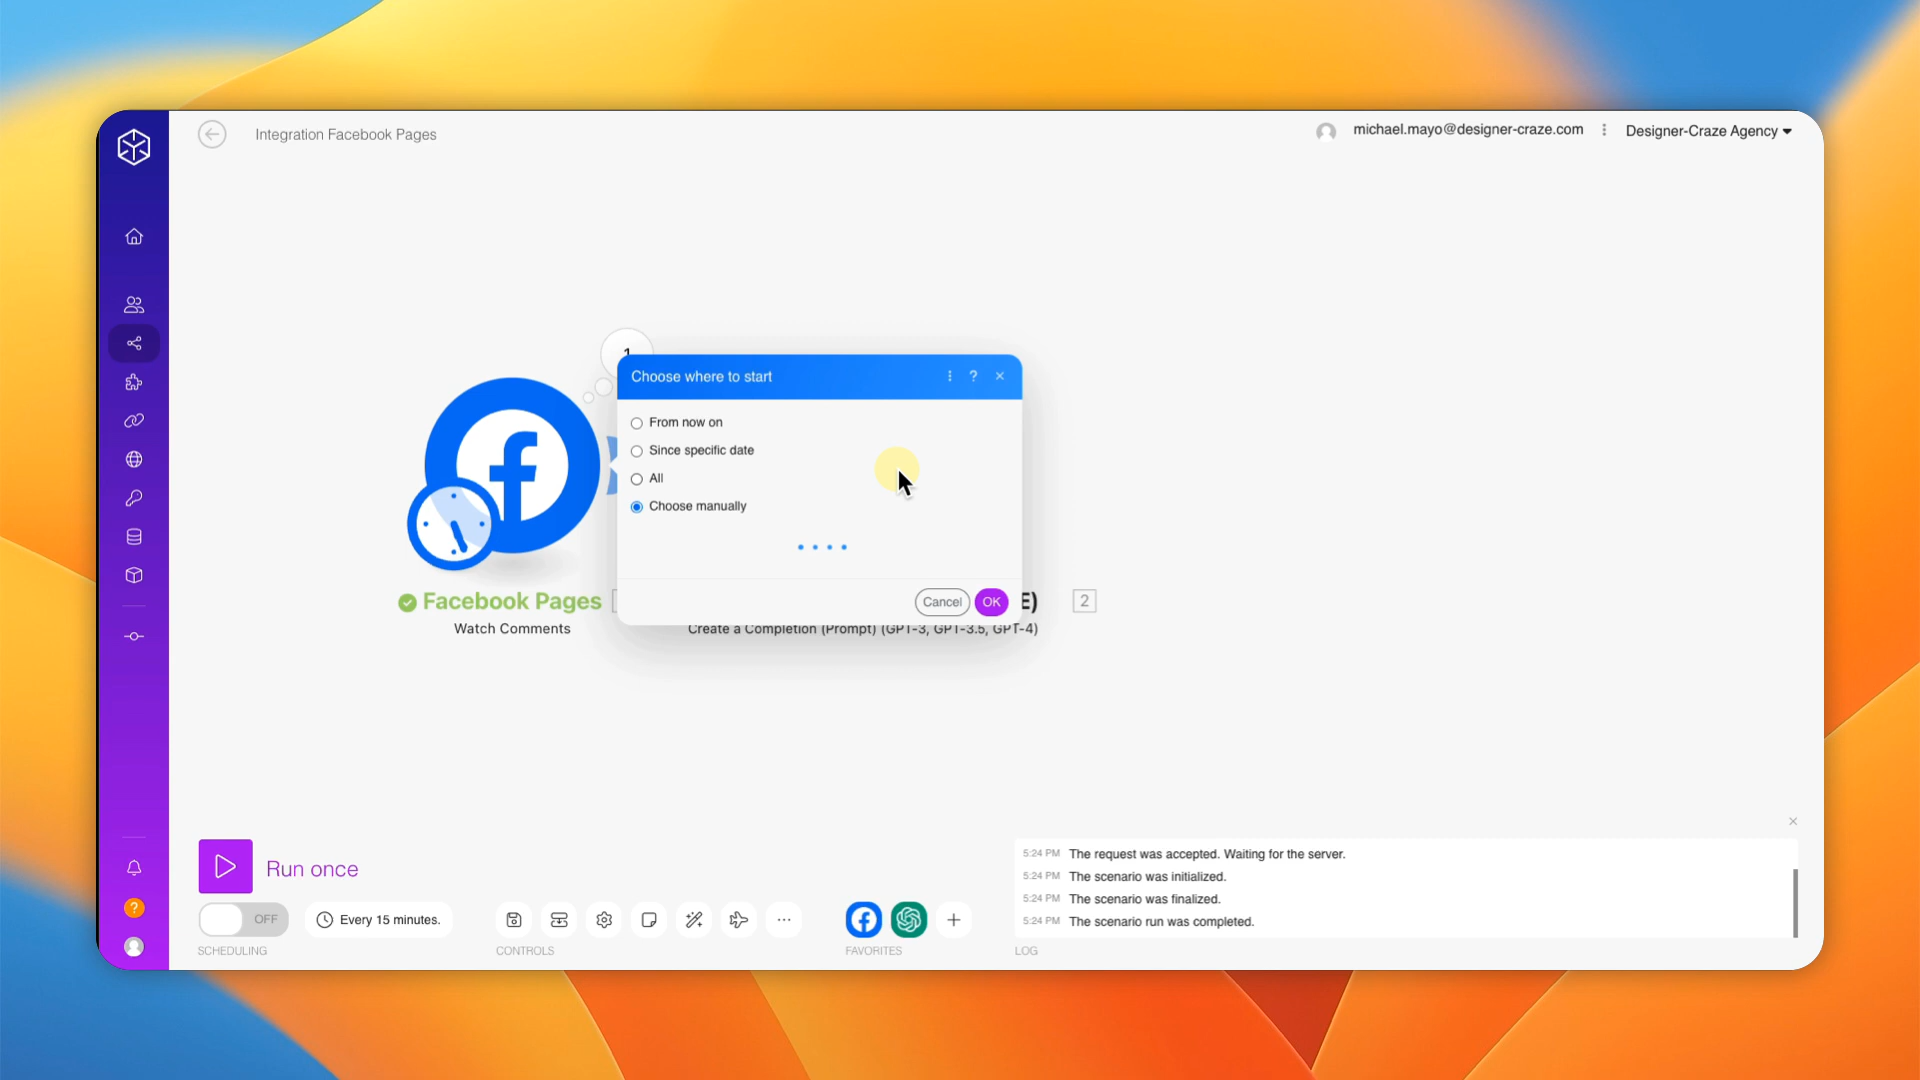 Integration Facebook Pages
michael.mayo@designer-craze.com
Designer-Craze Agency
1
Choose where to start
?
From now on
Since specific date
All
Choose manually
Cancel
OK
Facebook Pages
E)
2
Watch Comments
Create a Completion (Prompt) (GPT-3, GPT-3.5, GPT-4)
Run once
5:24 PM The request was accepted. Waiting for the server.
5:24 PM The scenario was initialized.
5:24 PM The scenario was finalized.
5:24 PM The scenario run was completed.
OFF
Every 15 minutes.
SCHEDULING
CONTROLS
FAVORITES
LOG
?